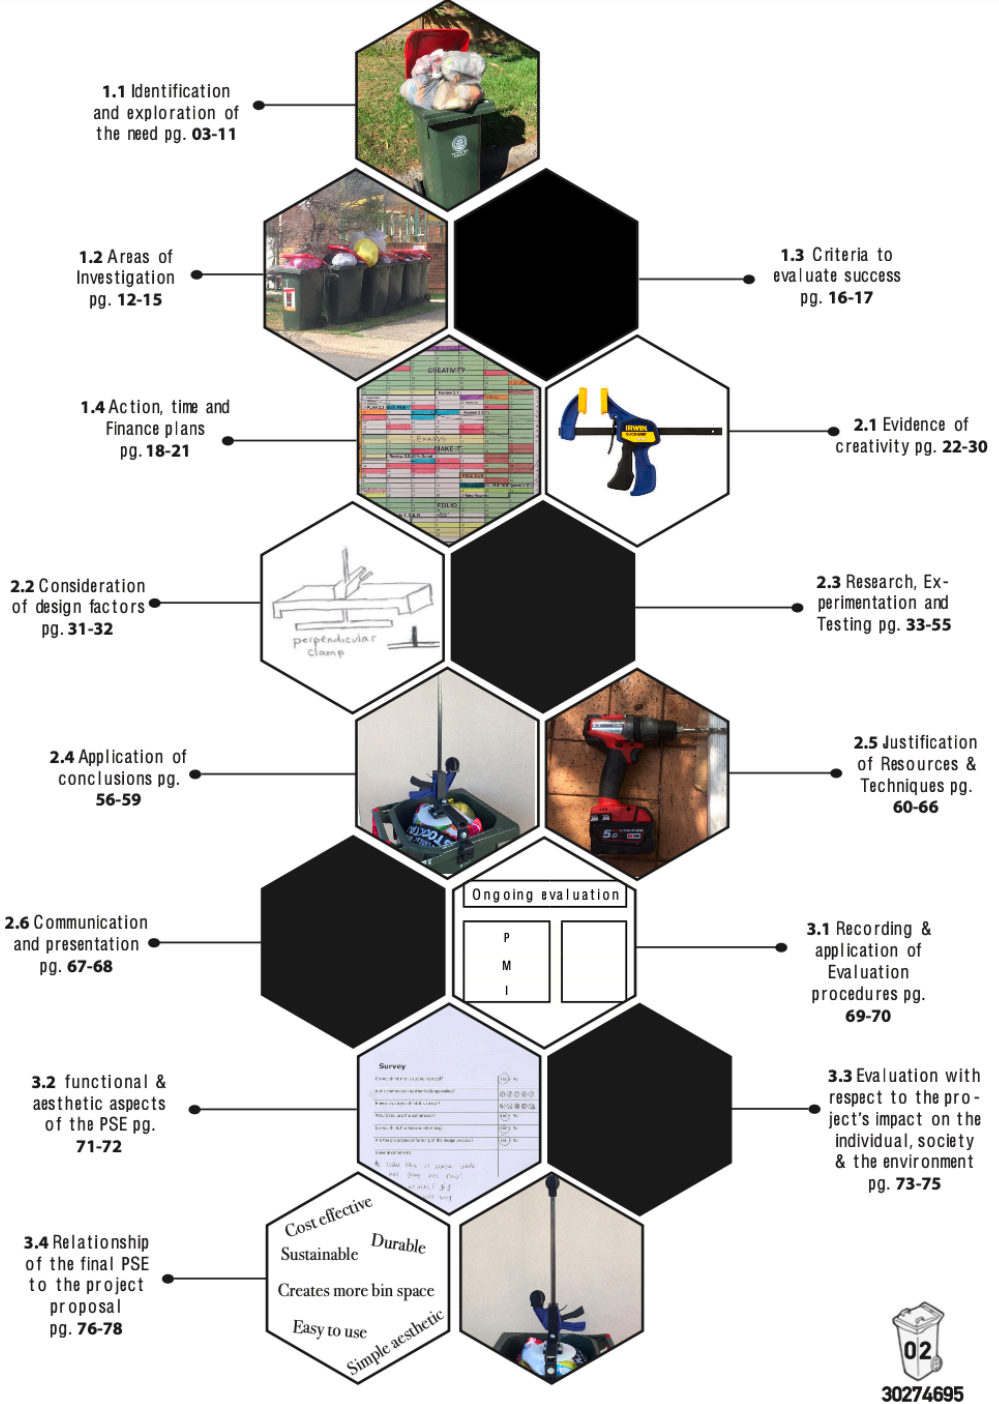 1.1 Identification
and exploration of
the need pg. 03-11
1.2 Areas of
Investigation
pg. 12-15
1.3 Criteria to
evaluate success
pg. 16-17
1.4 Action, time and
Finance plans
pg. 18-21
CREATIVITY
MAKE IT
FOLIO
IRWIN
2.1 Evidence of
creativity pg. 22-30
2.2 Consideration
of design factors
pg. 31-32
perpendicular
clamp
2.3 Research, Ex-
perimentation and
Testing pg. 33-55
2.4 Application of
conclusions pg.
56-59
2.5 Justification
of Resources &
Techniques pg.
60-66
5.0
2.6 Communication
and presentation
pg. 67-68
Ongoing evaluation
P
M
I
3.1 Recording &
application of
Evaluation
procedures pg.
69-70
3.2 functional &
aesthetic aspects
of the PSE pg.
71-72
Survey
3.3 Evaluation with
respect to the pro-
ject's impact on the
individual, society
& the environment
pg. 73-75
3.4 Relationship
of the final PSE
to the project
proposal
pg. 76-78
Cost effective
Sustainable
Durable
Creates more bin space
Easy to use
Simple aesthetic
02
30274695